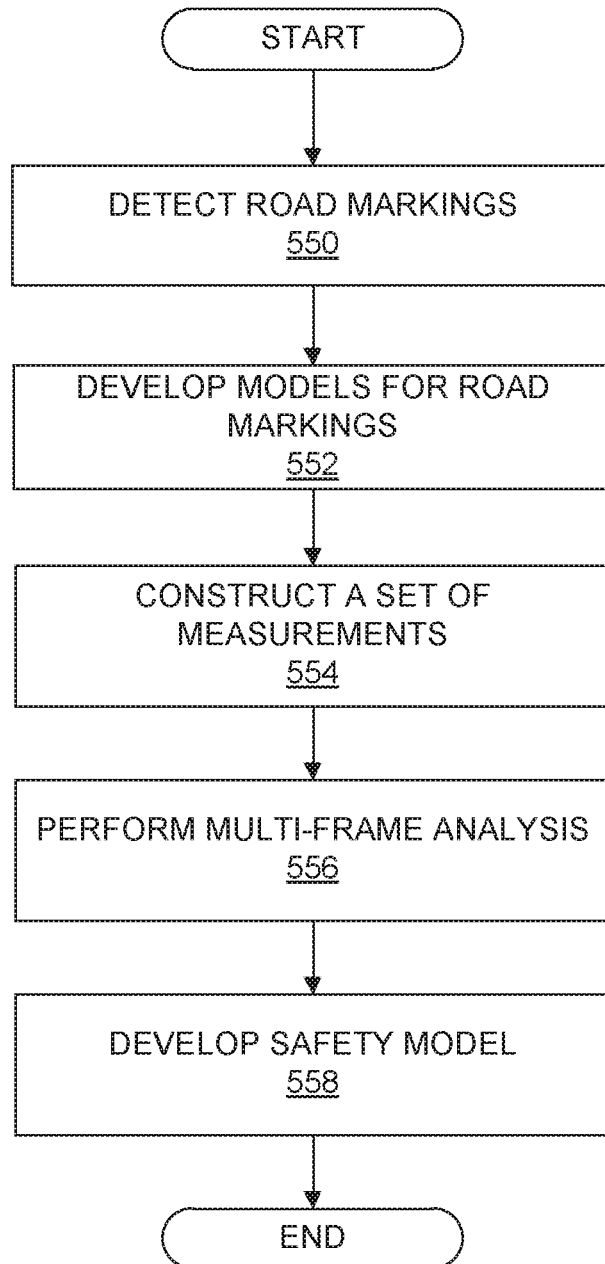 START
DETECT ROAD MARKINGS
550
DEVELOP MODELS FOR ROAD
MARKINGS
552
CONSTRUCT A SET OF
MEASUREMENTS
554
PERFORM MULTI-FRAME ANALYSIS
556
DEVELOP SAFETY MODEL
558
END